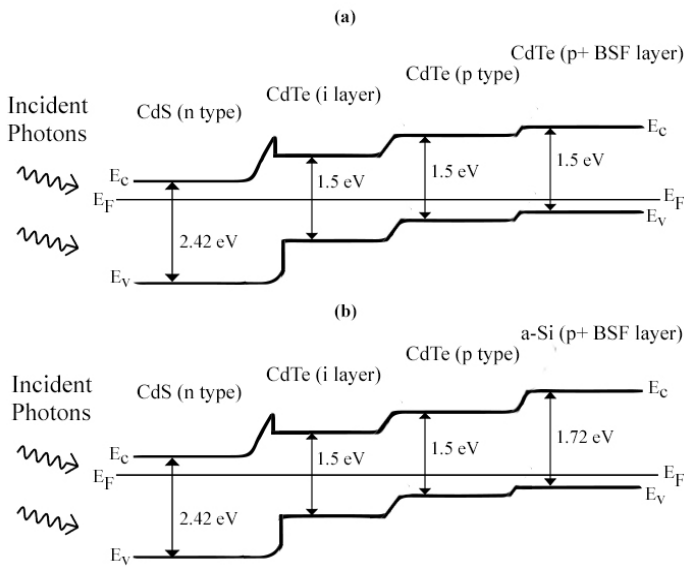 (a)
CdTe (p+ BSF layer)
CdTe (p type)
CdTe (i layer)
CdS (n type)
Incident
Photons
Ec
Ec
EF
EF
1.5 eV
1.5 eV
1.5 eV
2.42 eV
Ev
Ev
(b)
a-Si (p+ BSF layer)
CdTe (p type)
CdTe (i layer)
CdS (n type)
Incident
Photons
Ec
Ec
EF
EF
1.5 eV
1.5 eV
1.72 eV
2.42 eV
Ev
Ev